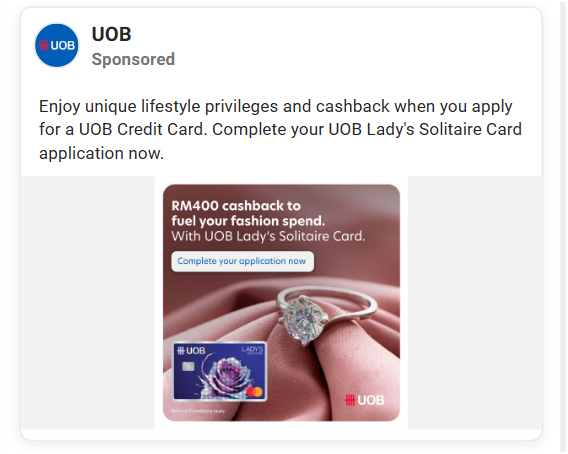 UOB
UOB
Sponsored
Enjoy unique lifestyle privileges and cashback when you apply
for a UOB Credit Card. Complete your UOB Lady's Solitaire Card
application now.
RM400 cashback to
fuel your fashion spend.
With UOB Lady's Solitaire Card.
Complete your application now
UOB
LADY'S
SOLITAIRE
UOB
Terms and conditions apply.